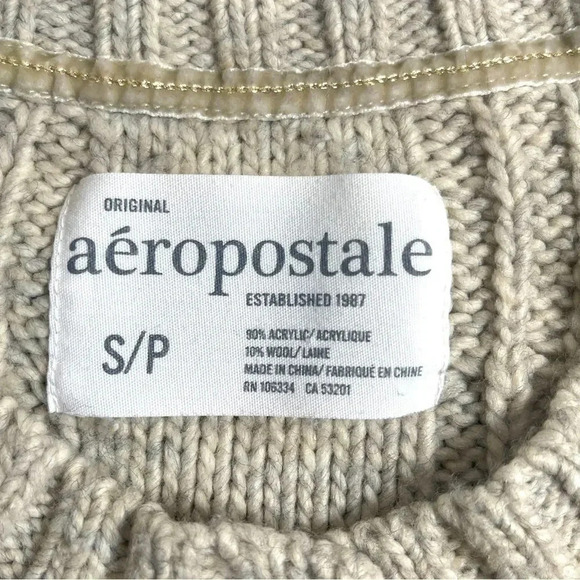 ORIGINAL
aéropostale
ESTABLISHED 1987
S/P
90% ACRYLIC/ACRYLIQUE
10% WOOL/LAINE
MADE IN CHINA/FABRIQUÉ EN CHINE
RN 106334 CA 53201